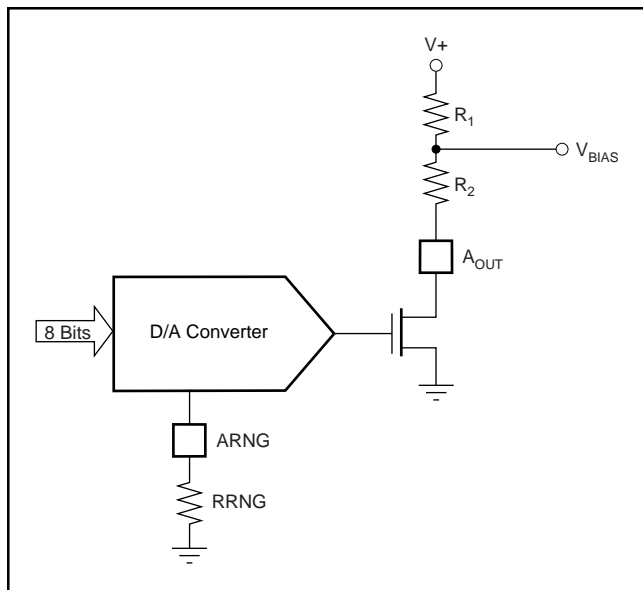 V+
R1
VBIAS
R2
AOUT
8 Bits
D/A Converter
ARNG
RRNG